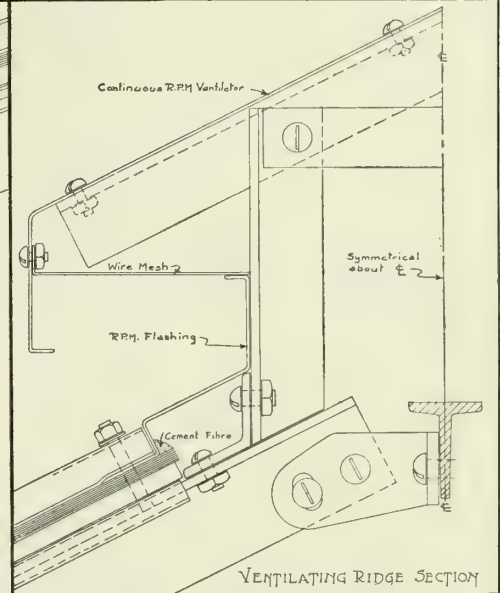 Continuous R.P.M Ventilator
Wire Mesh
Symmetrical
about ℄
R.P.M. Flashing
Cement Fibre
℄
℄
VENTILATING RIDGE SECTION